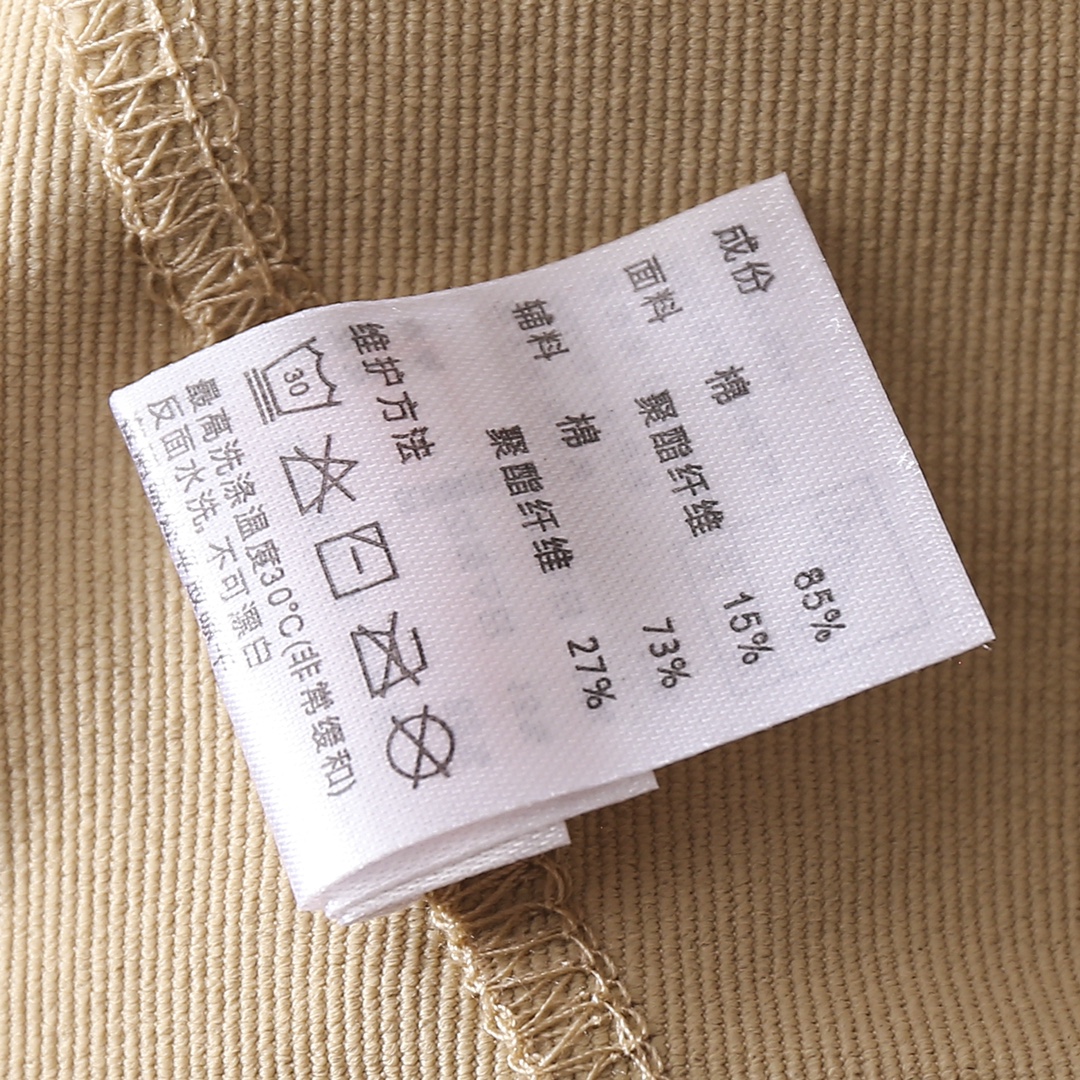 成份
面料 棉 85%
聚酯纤维 15%
辅料 棉 73%
聚酯纤维 27%
维护方法
30
最高洗涤温度30℃(非常缓和)
反面水洗,不可漂白